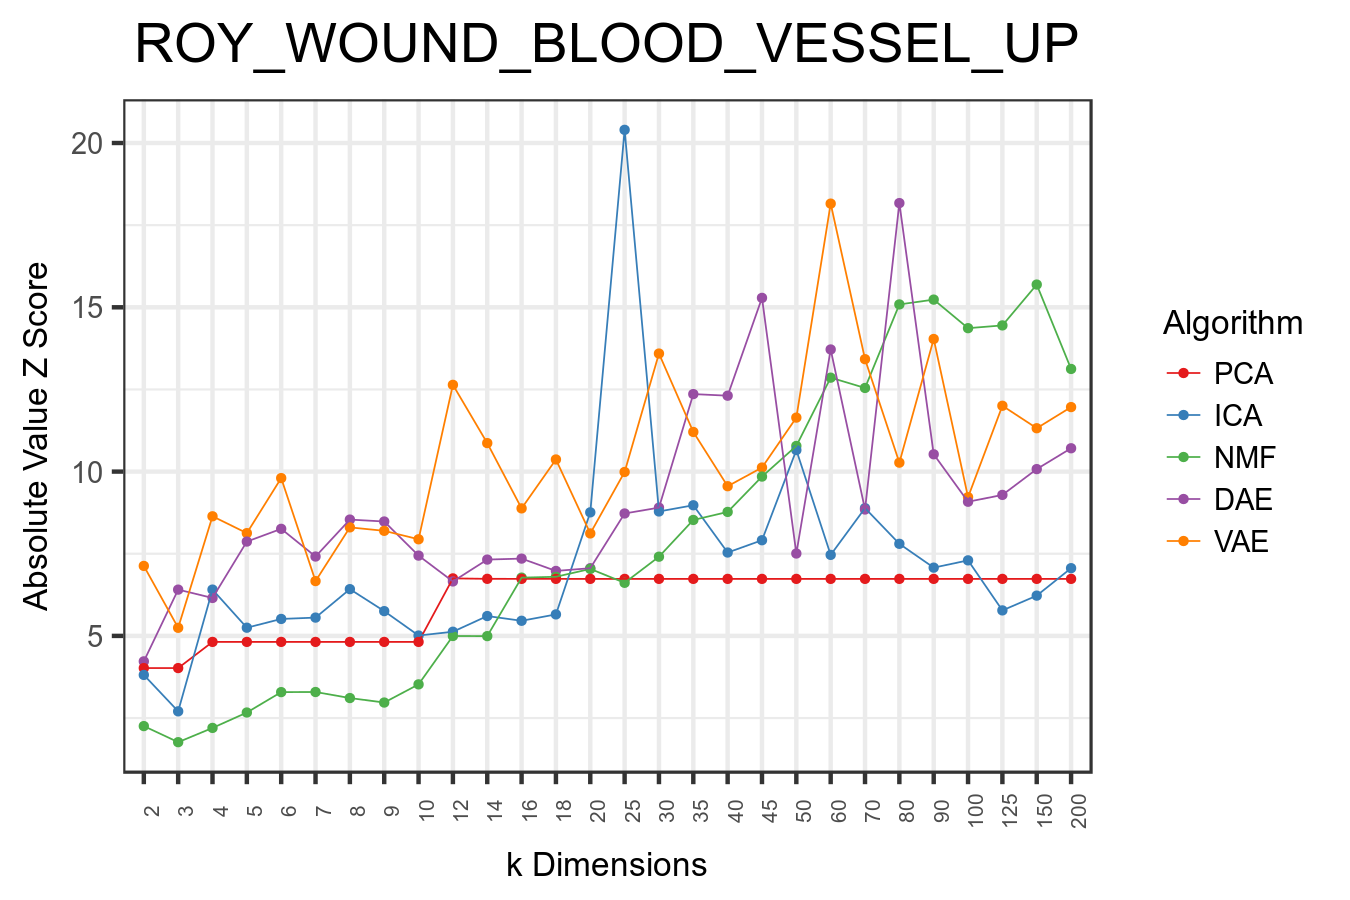 ROY_WOUND_BLOOD_VESSEL_UP
Absolute Value Z Score
20
15
10
5
2 3 4 5 6 7 8 9 10 12 14 16 18 20 25 30 35 40 45 50 60 70 80 90 100 125 150 200
k Dimensions
Algorithm
PCA
ICA
NMF
DAE
VAE